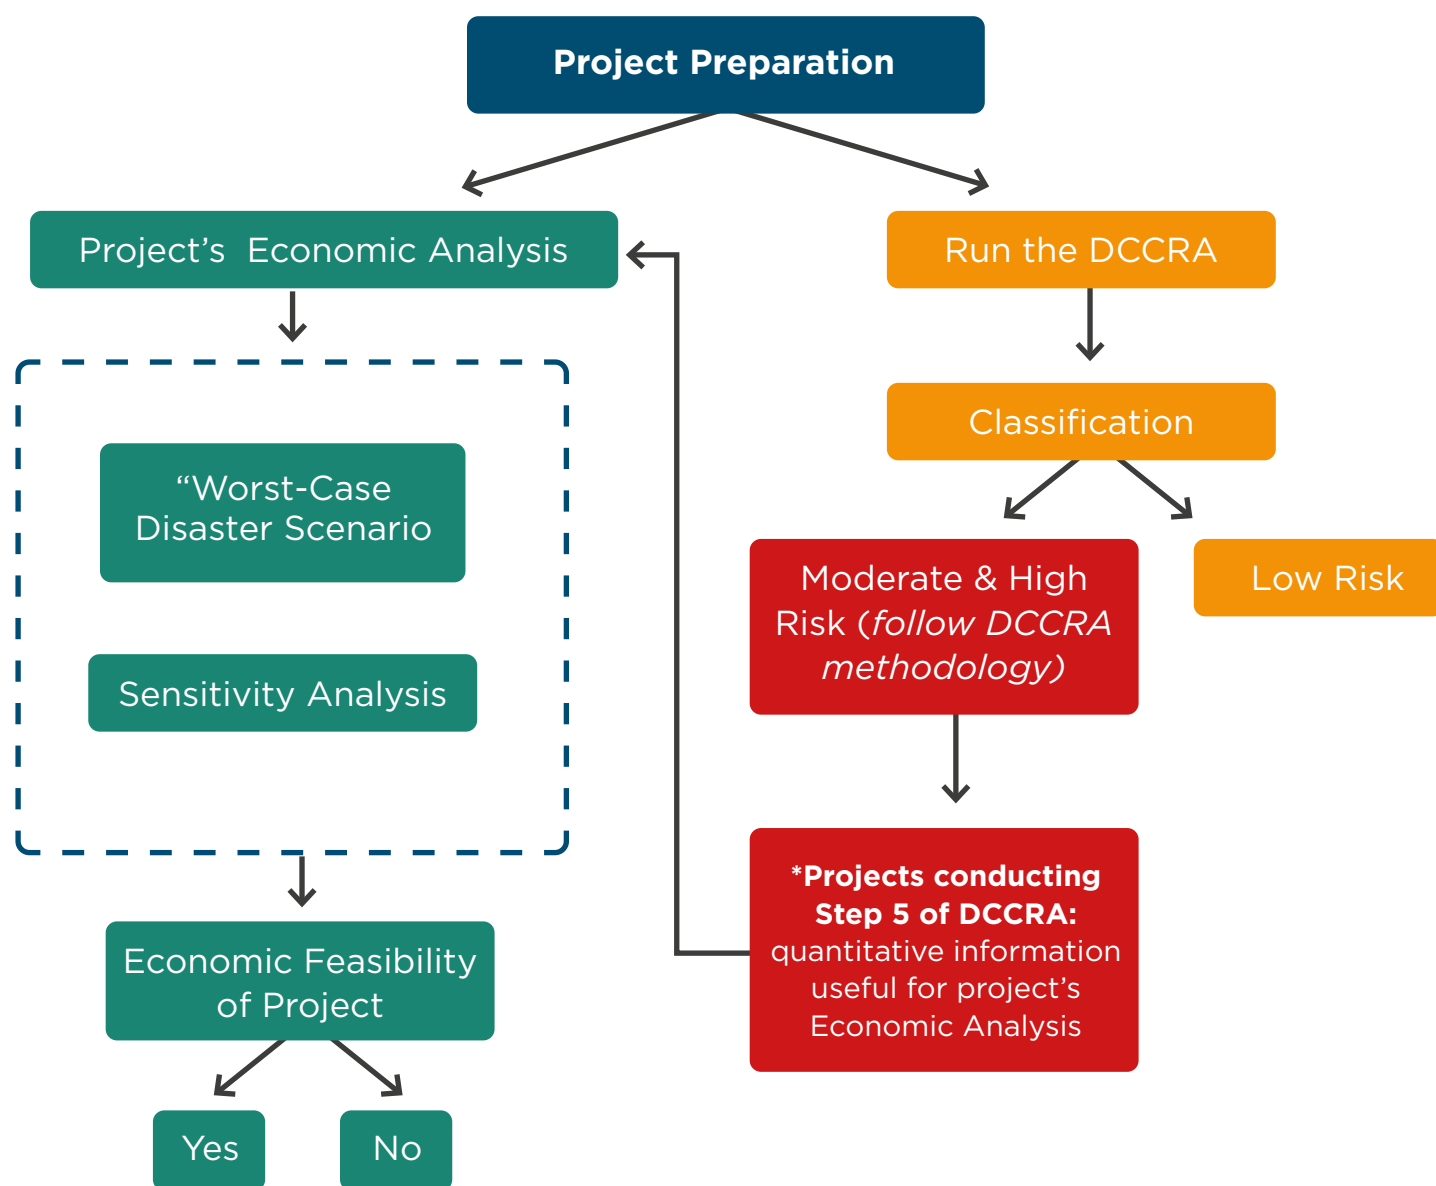 Project Preparation
Project’s  Economic Analysis
Run the DCCRA
Classification
“Worst-Case
Disaster Scenario
Sensitivity Analysis
Moderate & High
Risk (follow DCCRA
methodology)
Low Risk
*Projects conducting
Step 5 of DCCRA:
quantitative information
useful for project’s
Economic Analysis
Economic Feasibility
of Project
Yes
No